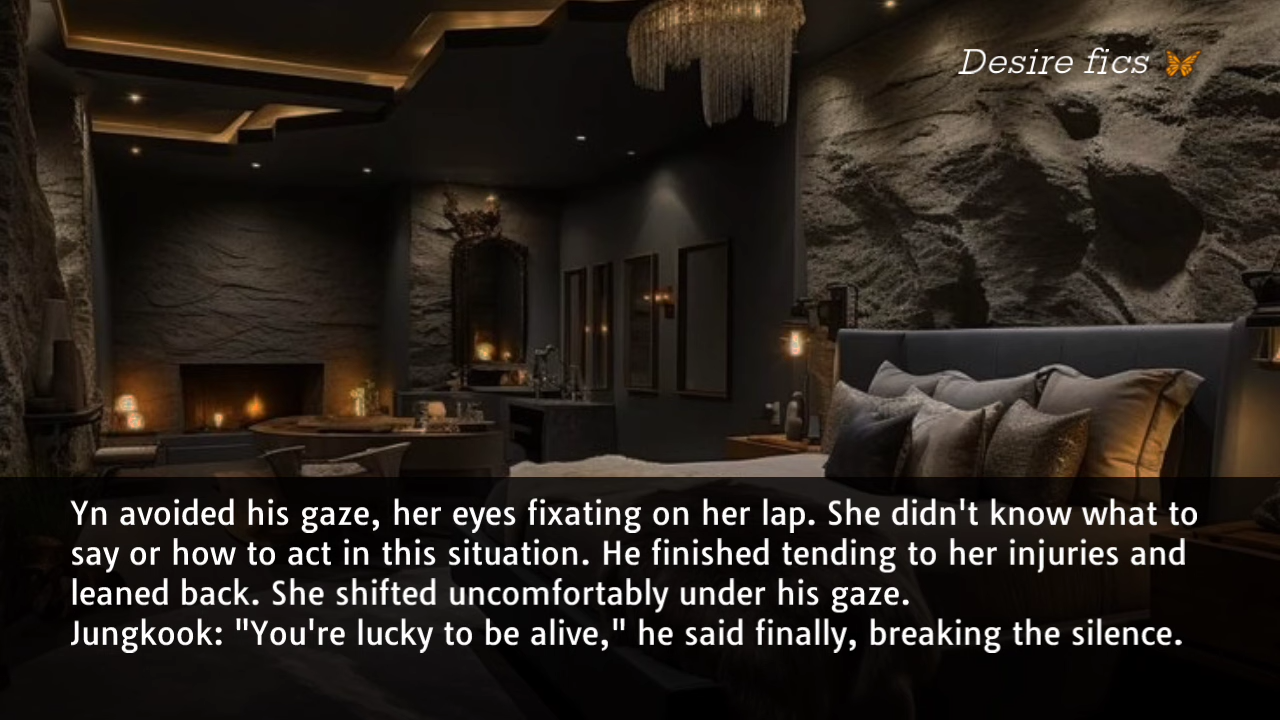 Desire fics 🦋
Yn avoided his gaze, her eyes fixating on her lap. She didn't know what to
say or how to act in this situation. He finished tending to her injuries and
leaned back. She shifted uncomfortably under his gaze.
Jungkook: "You're lucky to be alive," he said finally, breaking the silence.